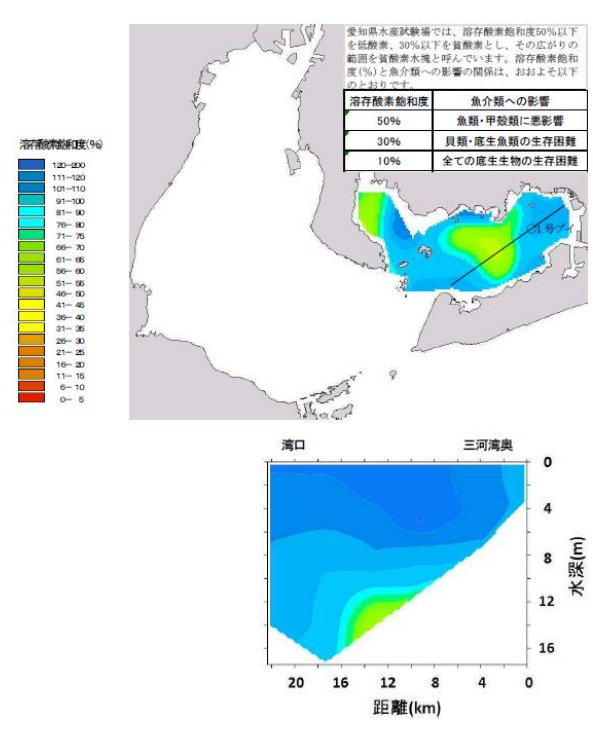 愛知県水産試験場では、溶存酸素飽和度50%以下
を低酸素、30%以下を貧酸素とし、その広がりの
範囲を貧酸素水塊と呼んでいます。溶存酸素飽和
度(%)と魚介類への影響の関係は、おおよそ以下
のとおりです。
溶存酸素飽和度 魚介類への影響
50% 魚類・甲殻類に悪影響
30% 貝類・底生魚類の生存困難
10% 全ての底生生物の生存困難
溶存酸素飽和度(%)
120-200
111-120
101-110
91-100
81- 90
76- 80
71- 75
66- 70
61- 65
56- 60
51- 55
46- 50
41- 45
36- 40
31- 35
26- 30
21- 25
16- 20
11- 15
6- 10
0- 5
1号ブイ
湾口 三河湾奥
0
4
8
12
16
水深(m)
20 16 12 8 4 0
距離(km)